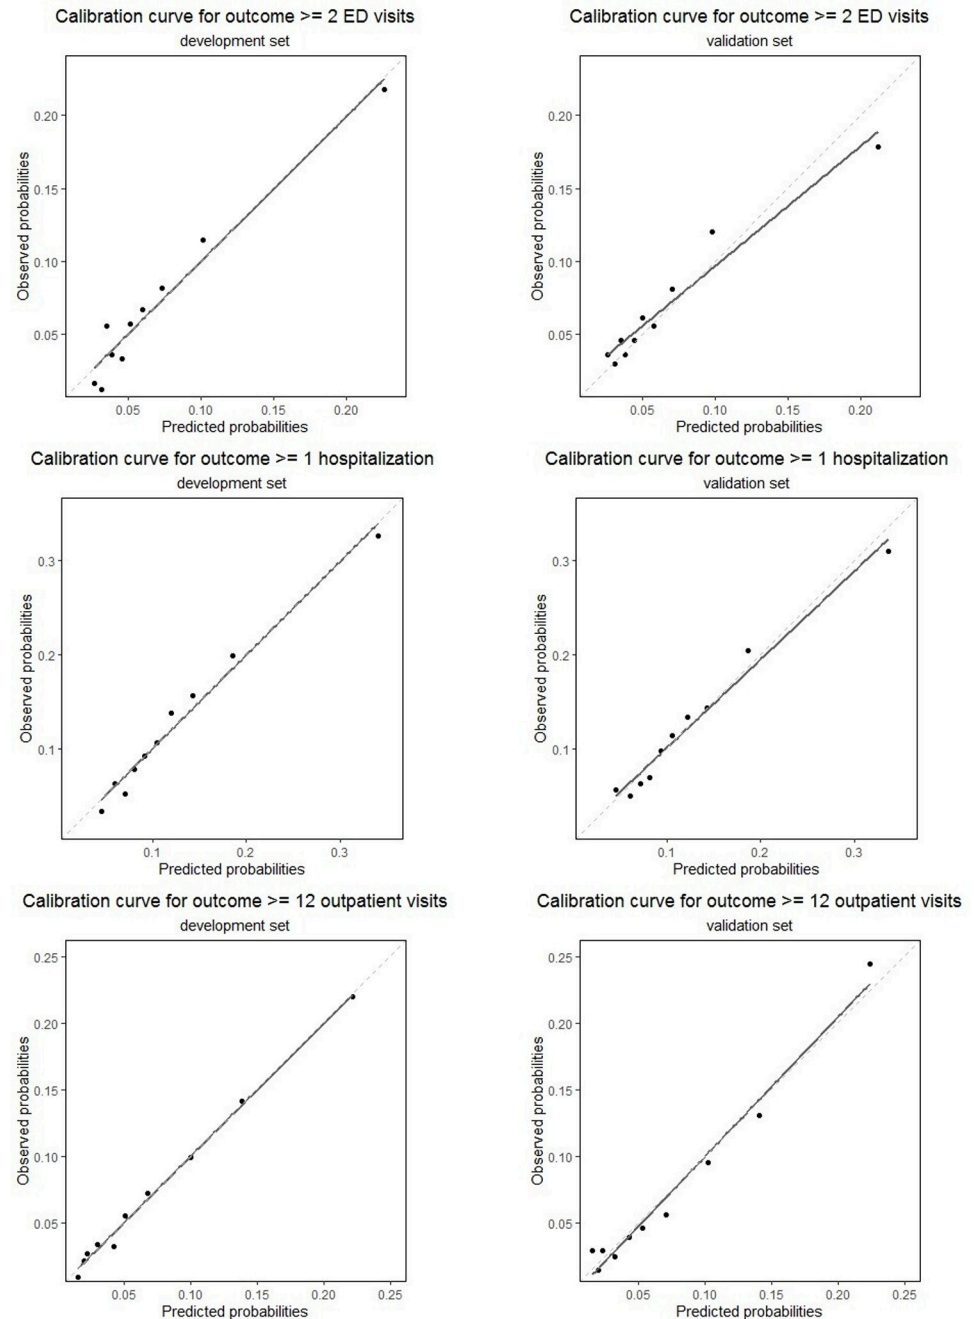 Calibration curve for outcome >= 2 ED visits
development set
Observed probabilities
0.20
0.15
0.10
0.05
0.05 0.10 0.15 0.20
Predicted probabilities
Calibration curve for outcome >= 2 ED visits
validation set
Observed probabilities
0.20
0.15
0.10
0.05
0.05 0.10 0.15 0.20
Predicted probabilities
Calibration curve for outcome >= 1 hospitalization
development set
Observed probabilities
0.3
0.2
0.1
0.1 0.2 0.3
Predicted probabilities
Calibration curve for outcome >= 1 hospitalization
validation set
Observed probabilities
0.3
0.2
0.1
0.1 0.2 0.3
Predicted probabilities
Calibration curve for outcome >= 12 outpatient visits
development set
Observed probabilities
0.25
0.20
0.15
0.10
0.05
0.05 0.10 0.15 0.20 0.25
Predicted probabilities
Calibration curve for outcome >= 12 outpatient visits
validation set
Observed probabilities
0.25
0.20
0.15
0.10
0.05
0.05 0.10 0.15 0.20 0.25
Predicted probabilities